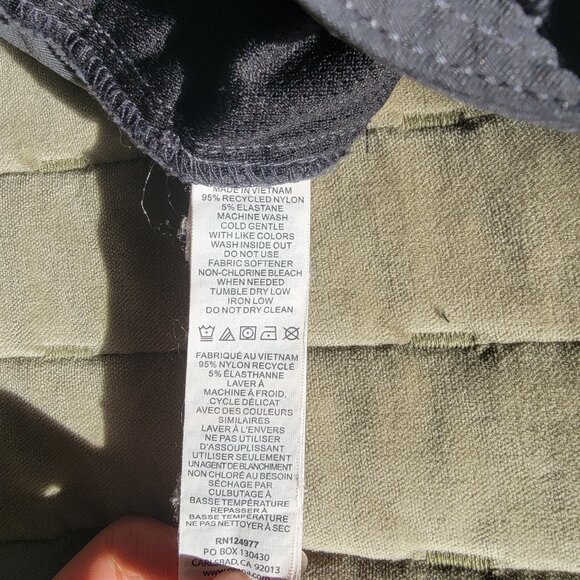 MADE IN VIETNAM
95% RECYCLED NYLON
5% ELASTANE
MACHINE WASH
COLD GENTLE
WITH LIKE COLORS
WASH INSIDE OUT
DO NOT USE
FABRIC SOFTENER
NON-CHLORINE BLEACH
WHEN NEEDED
TUMBLE DRY LOW
IRON LOW
DO NOT DRY CLEAN
FABRIQUÉ AU VIETNAM
95% NYLON RECYCLÉ
5% ÉLASTHANNE
LAVER À
MACHINE À FROID,
CYCLE DÉLICAT
AVEC DES COULEURS
SIMILAIRES
LAVER À L'ENVERS
NE PAS UTILISER
D'ASSOUPLISSANT
UTILISER SEULEMENT
UN AGENT DE BLANCHIMENT
NON CHLORÉ AU BESOIN
SÉCHAGE PAR
CULBUTAGE À
BASSE TEMPÉRATURE
REPASSER À
BASSE TEMPÉRATURE
NE PAS NETTOYER À SEC
RN124977
PO BOX 130430
CARLSBAD, CA 92013